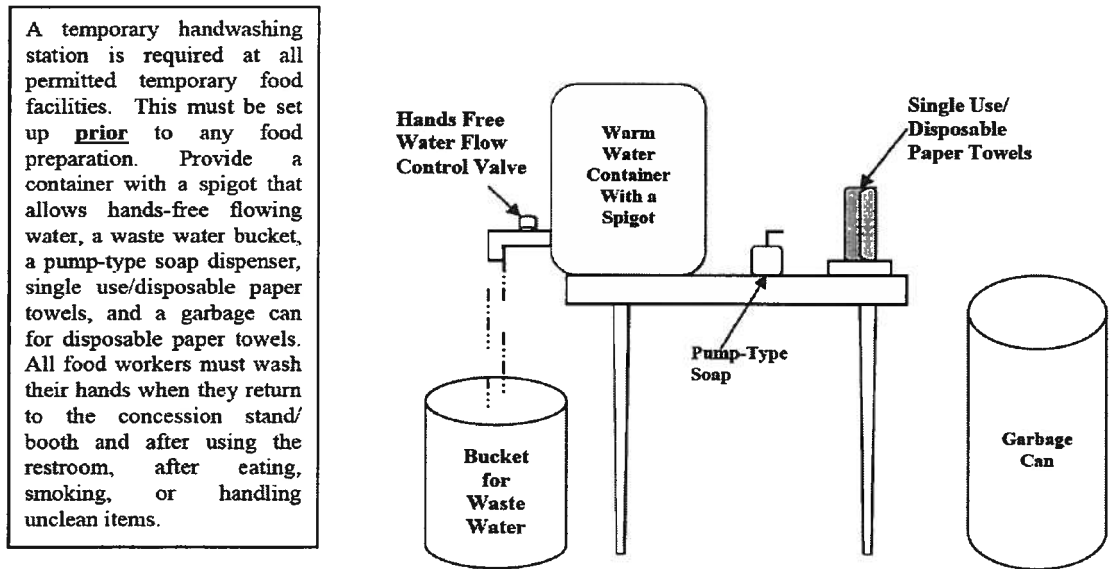 A temporary handwashing
station is required at all
permitted temporary food
facilities. This must be set
up prior to any food
preparation. Provide a
container with a spigot that
allows hands-free flowing
water, a waste water bucket,
a pump-type soap dispenser,
single use/disposable paper
towels, and a garbage can
for disposable paper towels.
All food workers must wash
their hands when they return
to the concession stand/
booth and after using the
restroom, after eating,
smoking, or handling
unclean items.
Hands Free
Water Flow
Control Valve
Warm
Water
Container
With a
Spigot
Single Use/
Disposable
Paper Towels
Pump-Type
Soap
Bucket
for
Waste
Water
Garbage
Can